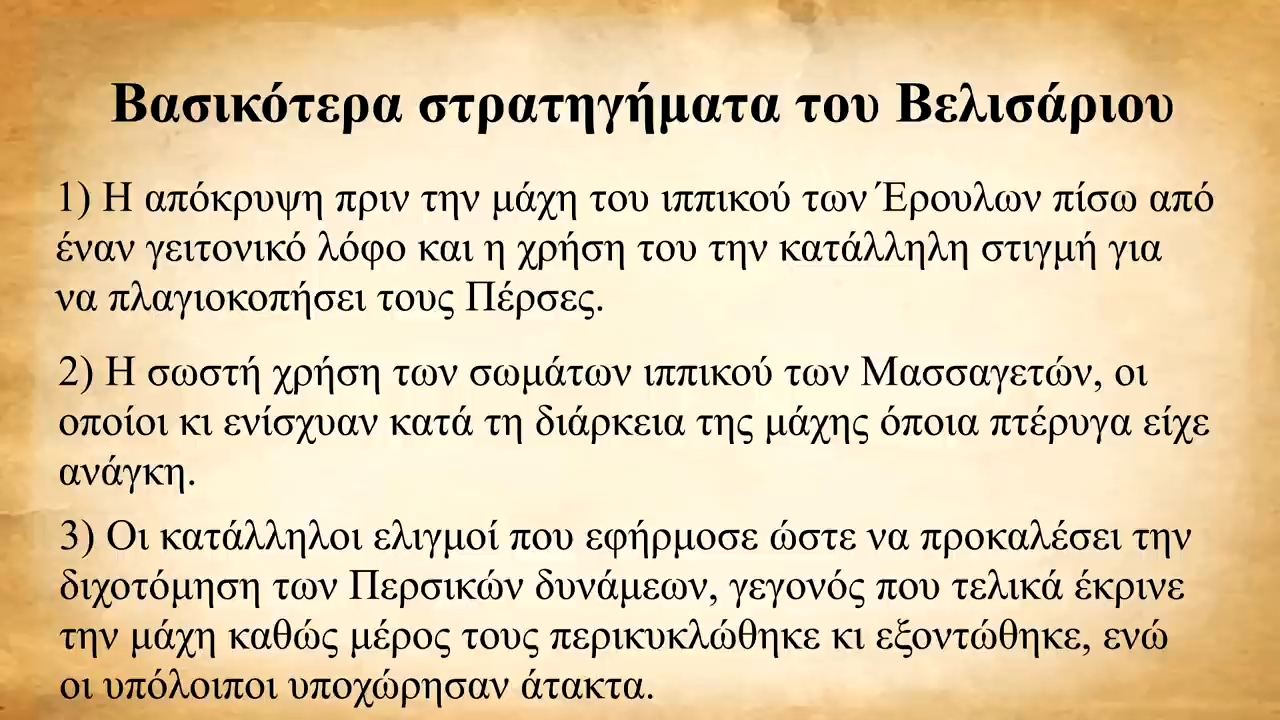 Βασικότερα στρατηγήματα του Βελισάριου
1) Η απόκρυψη πριν την μάχη του ιππικού των Έρουλων πίσω από
έναν γειτονικό λόφο και η χρήση του την κατάλληλη στιγμή για
να πλαγιοκοπήσει τους Πέρσες.
2) Η σωστή χρήση των σωμάτων ιππικού των Μασσαγετών, οι
οποίοι κι ενίσχυαν κατά τη διάρκεια της μάχης όποια πτέρυγα είχε
ανάγκη.
3) Οι κατάλληλοι ελιγμοί που εφήρμοσε ώστε να προκαλέσει την
διχοτόμηση των Περσικών δυνάμεων, γεγονός που τελικά έκρινε
την μάχη καθώς μέρος τους περικυκλώθηκε κι εξοντώθηκε, ενώ
οι υπόλοιποι υποχώρησαν άτακτα.